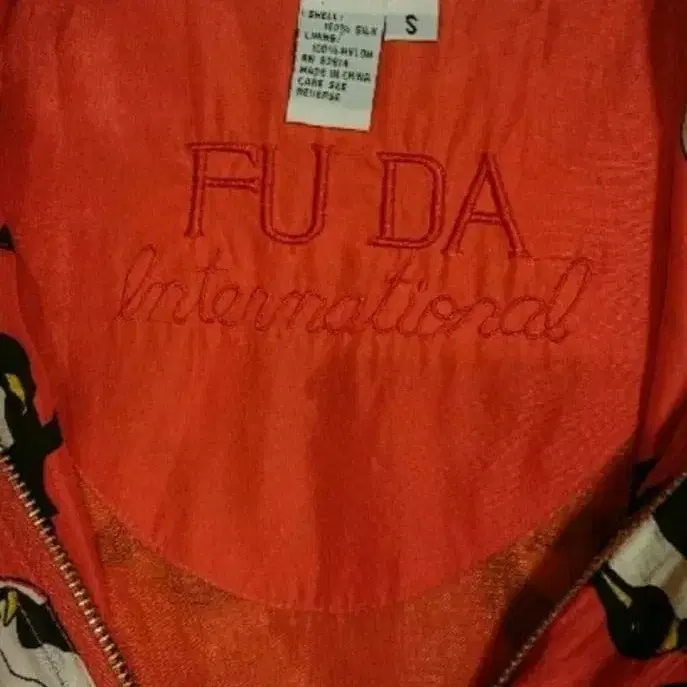 SHELL:
100% SILK
LINING:
100% NYLON
MADE IN CHINA
CARE SEE
REVERSE
S
FU DA
International